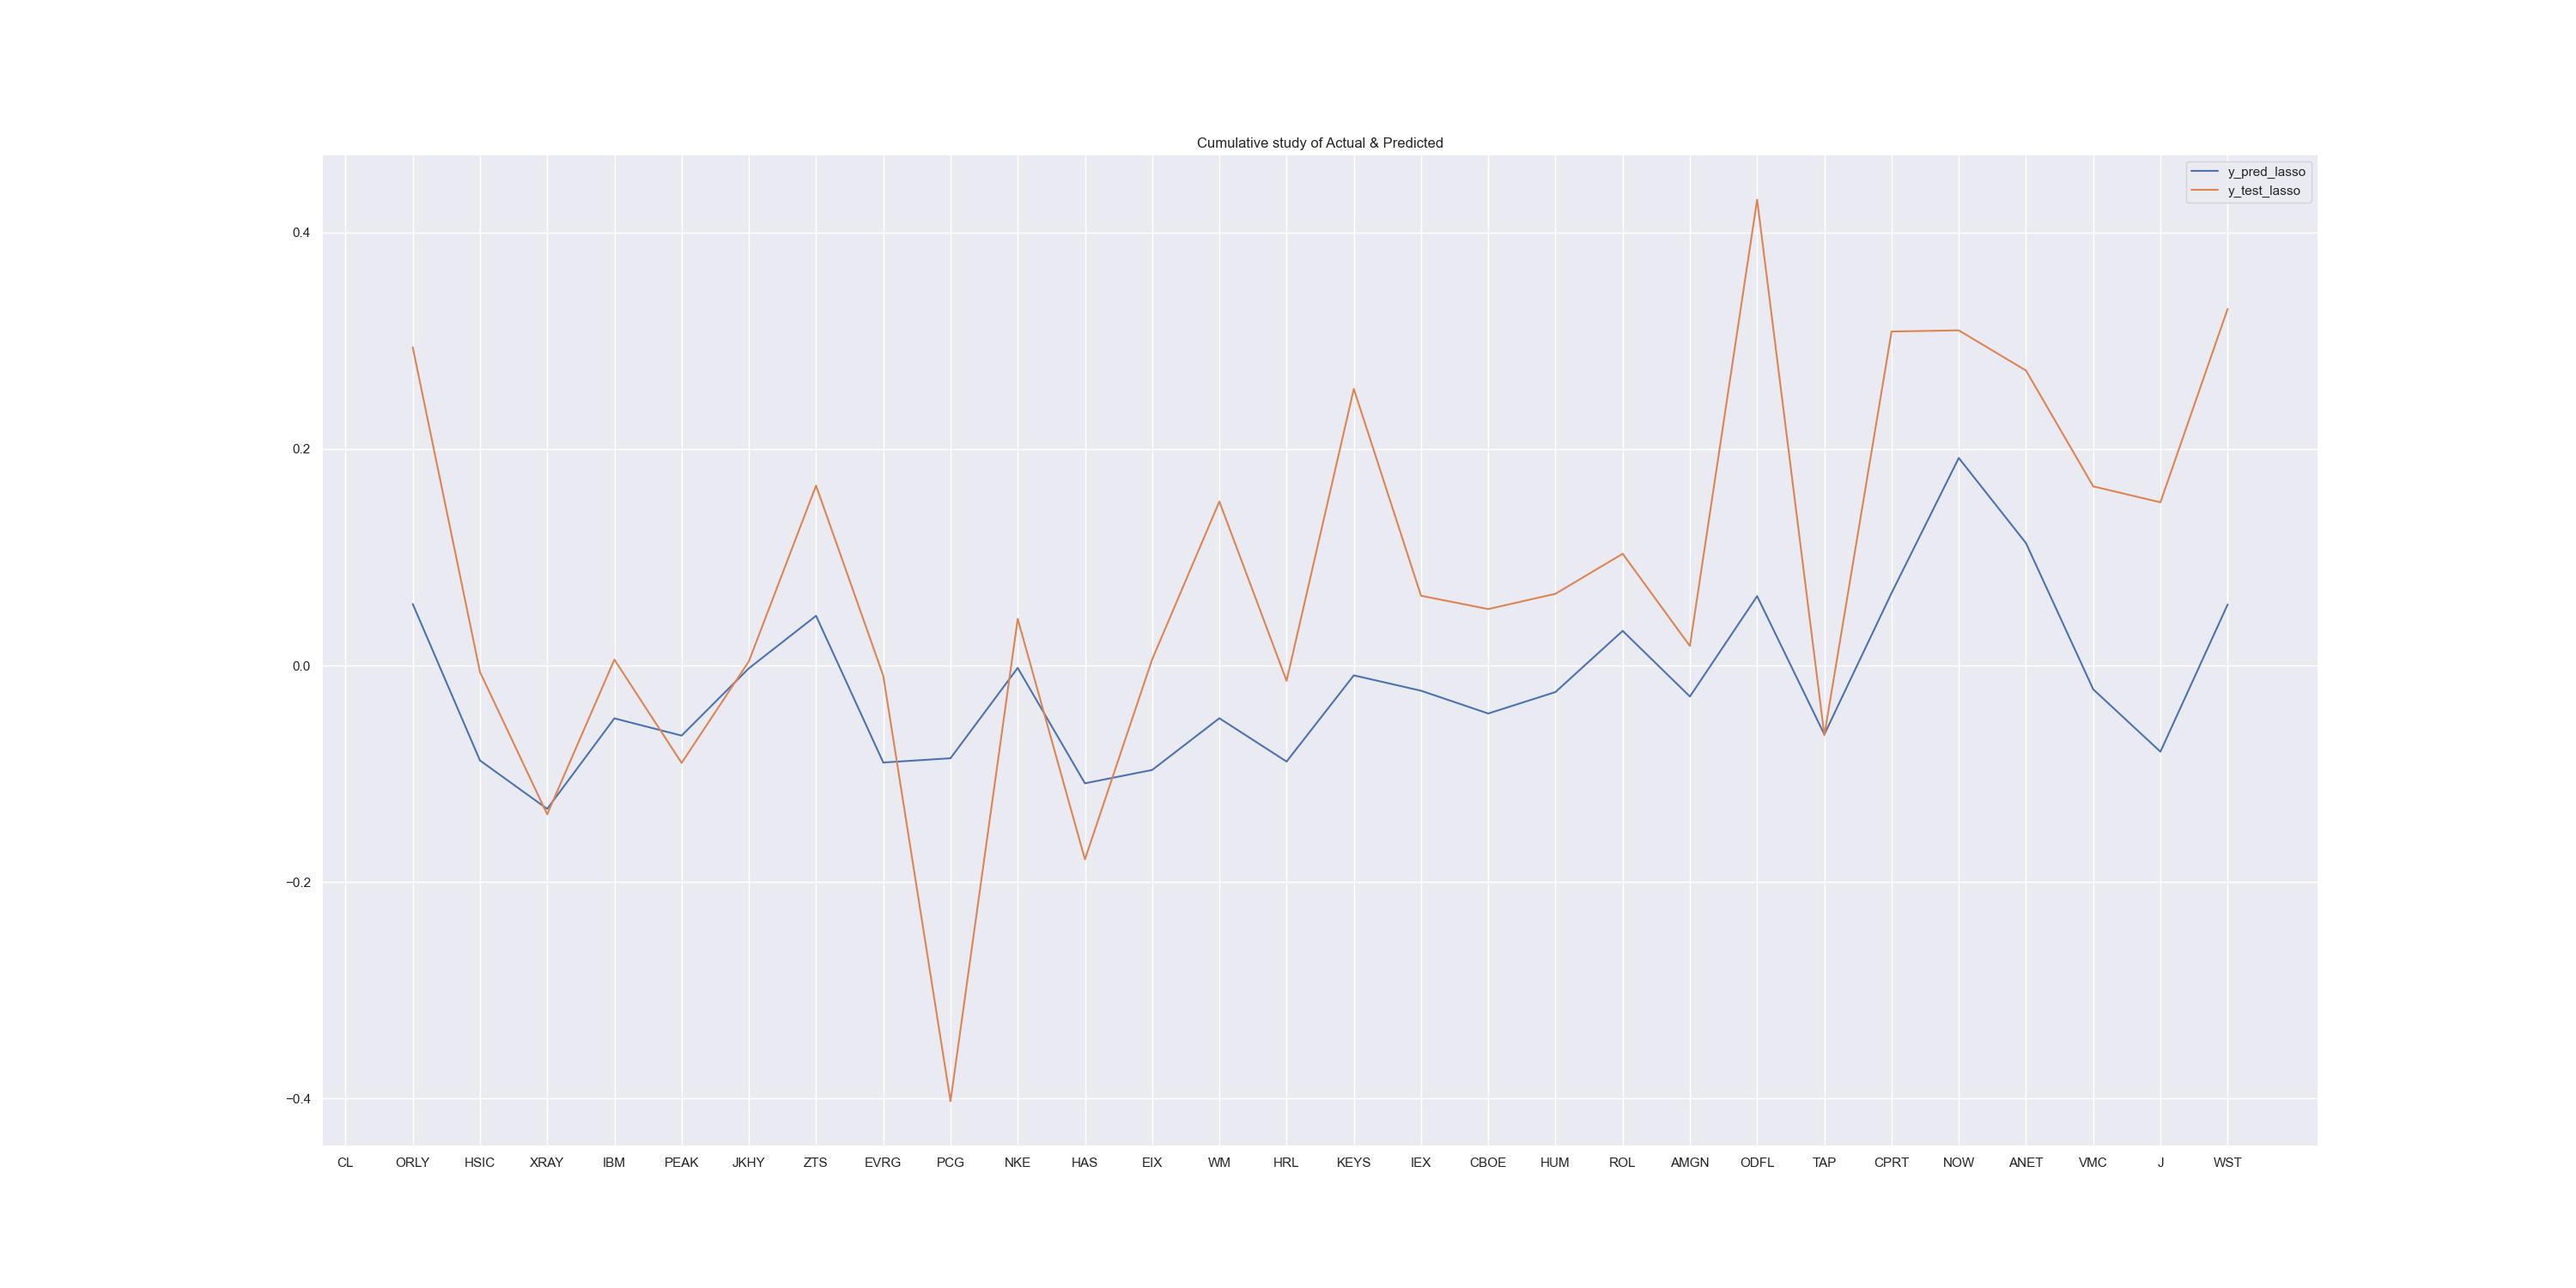 Cumulative study of Actual & Predicted
y_pred_lasso
y_test_lasso
0.4
0.2
0.0
−0.2
−0.4
CL ORLY HSIC XRAY IBM PEAK JKHY ZTS EVRG PCG NKE HAS EIX WM HRL KEYS IEX CBOE HUM ROL AMGN ODFL TAP CPRT NOW ANET VMC J WST